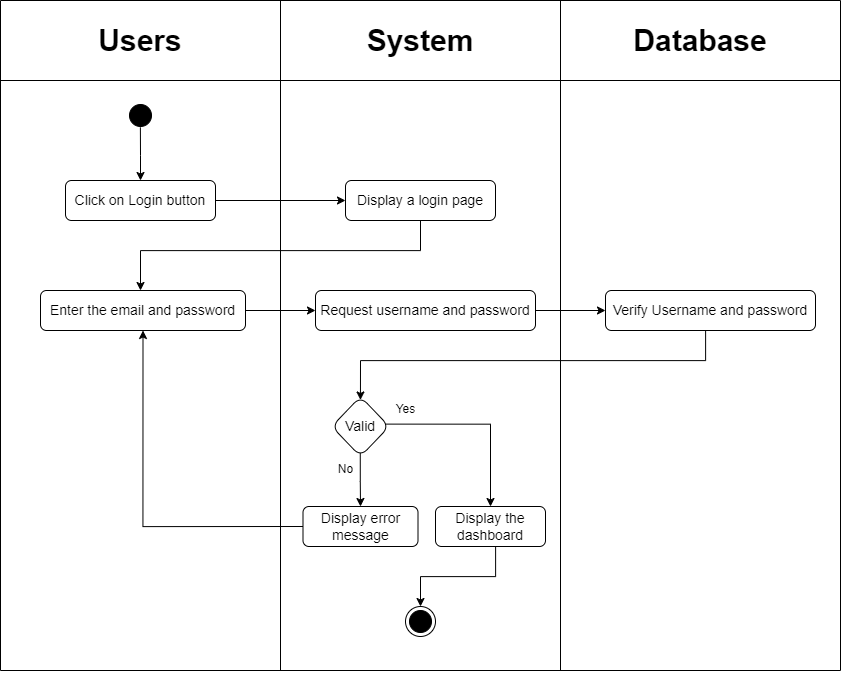 Users
System
Database
Click on Login button
Display a login page
Enter the email and password
Request username and password
Verify Username and password
Valid
Yes
No
Display error
message
Display the
dashboard